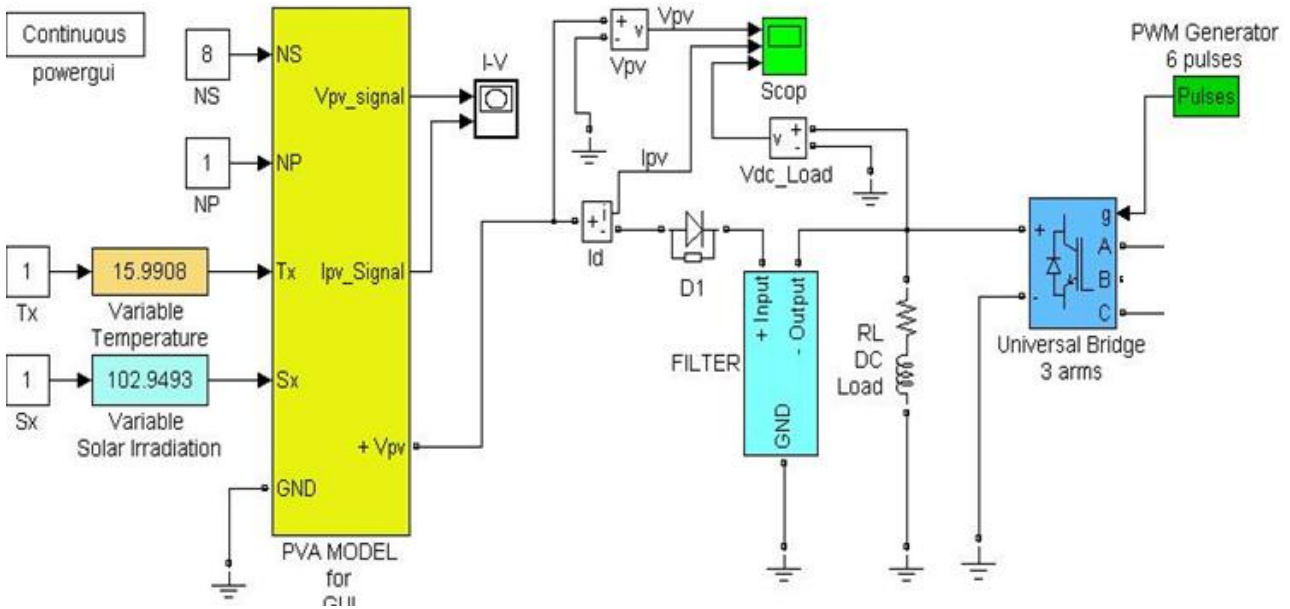 Continuous
powergui
8
NS
1
NP
1
Tx
15.9908
Variable
Temperature
1
Sx
102.9493
Variable
Solar Irradiation
NS
NP
Tx
Sx
GND
Vpv_signal
Ipv_Signal
+ Vpv
PVA MODEL
for
GUI
I-V
+
-
v
Vpv
Vpv
Scop
Ipv
+
i
-
Id
D1
v
+
-
Vdc_Load
FILTER
+ Input
- Output
GND
RL
DC
Load
PWM Generator
6 pulses
Pulses
+
-
g
A
B
C
Universal Bridge
3 arms